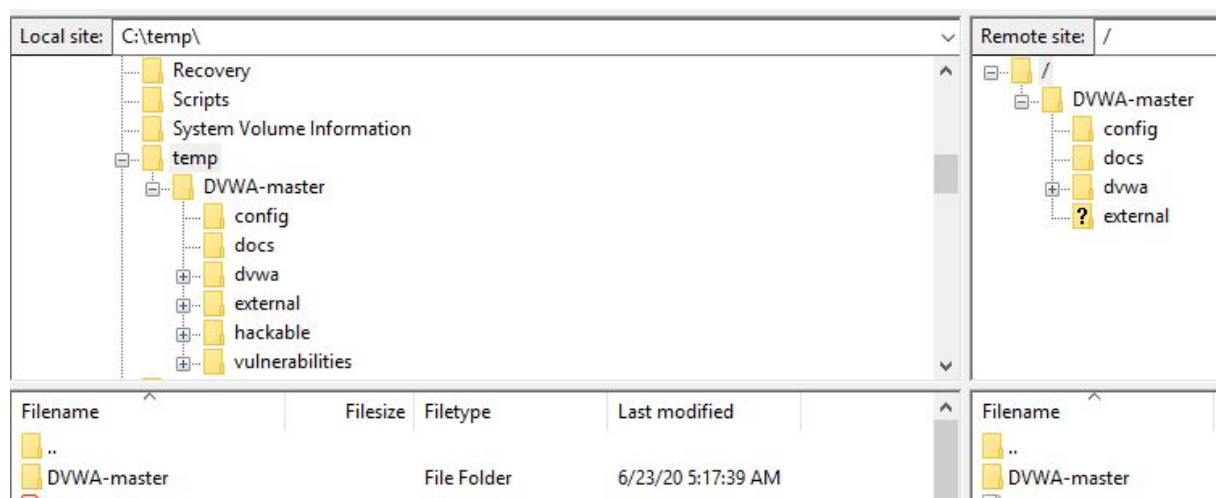 Local site: C:\temp\
Recovery
Scripts
System Volume Information
temp
DVWA-master
config
docs
dvwa
external
hackable
vulnerabilities
Filename Filesize Filetype Last modified
..
DVWA-master File Folder 6/23/20 5:17:39 AM
Remote site: /
/
DVWA-master
config
docs
dvwa
? external
Filename
..
DVWA-master